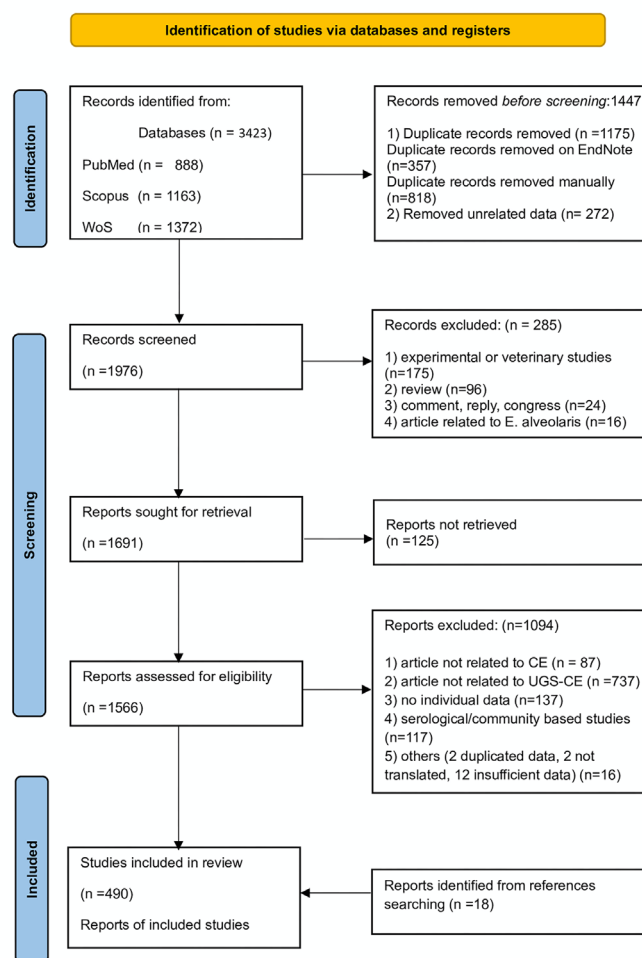 Identification of studies via databases and registers
Identification
Records identified from:
Databases (n = 3423)
PubMed (n = 888)
Scopus (n = 1163)
WoS (n = 1372)
Records removed before screening:1447
1) Duplicate records removed (n =1175)
Duplicate records removed on EndNote
(n=357)
Duplicate records removed manually
(n=818)
2) Removed unrelated data (n= 272)
Screening
Records screened
(n =1976)
Records excluded: (n = 285)
1) experimental or veterinary studies
(n=175)
2) review (n=96)
3) comment, reply, congress (n=24)
4) article related to E. alveolaris (n=16)
Reports sought for retrieval
(n =1691)
Reports not retrieved
(n =125)
Reports assessed for eligibility
(n =1566)
Reports excluded: (n=1094)
1) article not related to CE (n = 87)
2) article not related to UGS-CE (n =737)
3) no individual data (n=137)
4) serological/community based studies
(n=117)
5) others (2 duplicated data, 2 not
translated, 12 insufficient data) (n=16)
Included
Studies included in review
(n =490)
Reports of included studies
Reports identified from references
searching (n =18)